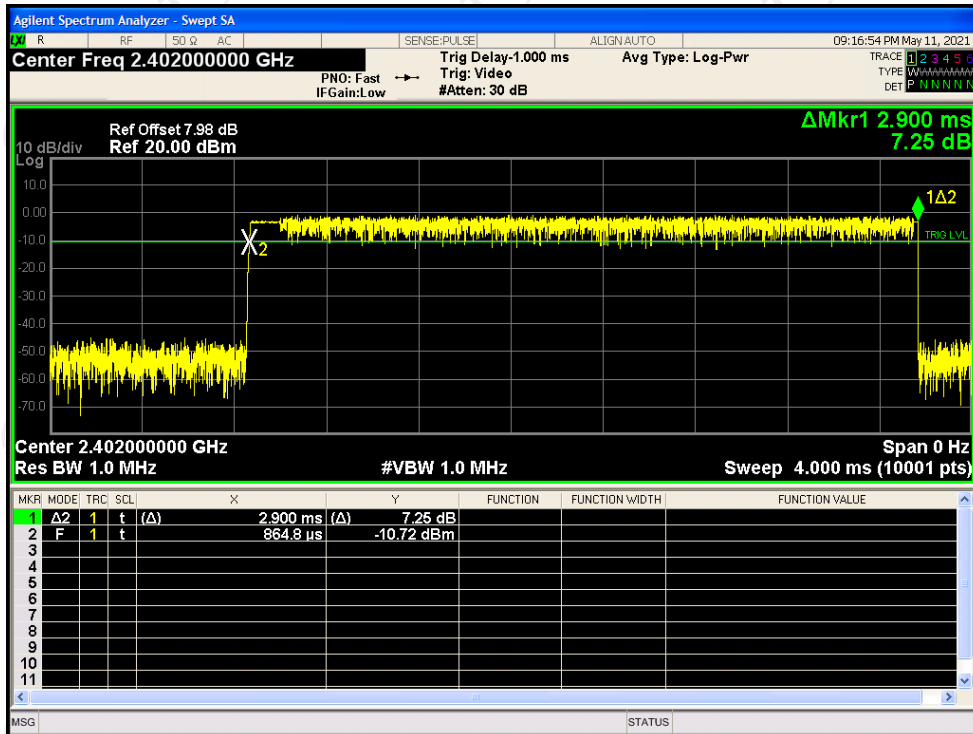 Agilent Spectrum Analyzer - Swept SA
LXI R RF 50 Ω AC SENSE:PULSE ALIGNAUTO 09:16:54 PM May 11, 2021
Center Freq 2.402000000 GHz
PNO: Fast
IFGain:Low
Trig Delay-1.000 ms
Trig: Video
#Atten: 30 dB
Avg Type: Log-Pwr
TRACE 1 2 3 4 5 6
TYPE W
DET P N N N N N
ΔMkr1 2.900 ms
7.25 dB
Ref Offset 7.98 dB
10 dB/div Ref 20.00 dBm
Log
10.0
0.00
-10.0
-20.0
-30.0
-40.0
-50.0
-60.0
-70.0
1Δ2
X2
TRIG LVL
Center 2.402000000 GHz Span 0 Hz
Res BW 1.0 MHz #VBW 1.0 MHz Sweep 4.000 ms (10001 pts)
MKR MODE TRC SCL X Y FUNCTION FUNCTION WIDTH FUNCTION VALUE
1 Δ2 1 t (Δ) 2.900 ms (Δ) 7.25 dB
2 F 1 t 864.8 µs -10.72 dBm
3
4
5
6
7
8
9
10
11
MSG STATUS